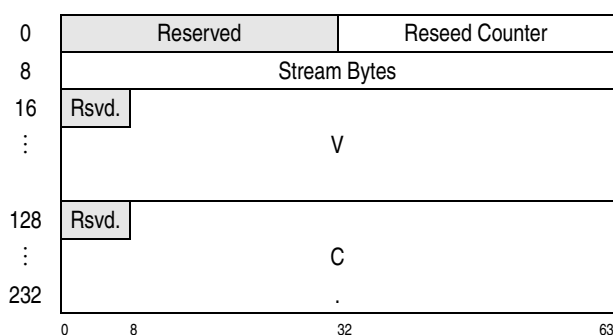 0 Reserved Reseed Counter
8 Stream Bytes
16 Rsvd.
⋮ V
128 Rsvd.
⋮ C
232 .
0 8 32 63